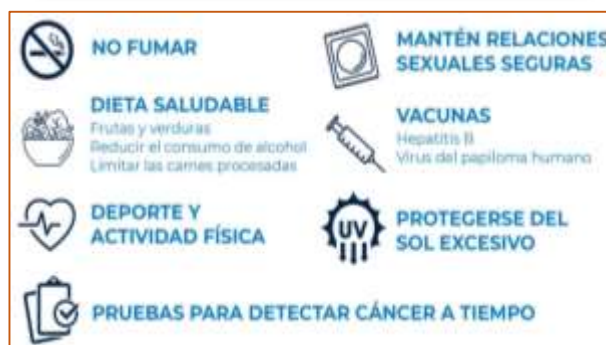 NO FUMAR
MANTÉN RELACIONES
SEXUALES SEGURAS
DIETA SALUDABLE
Frutas y verduras
Reducir el consumo de alcohol
Limitar las carnes procesadas
VACUNAS
Hepatitis B
Virus del papiloma humano
DEPORTE Y
ACTIVIDAD FÍSICA
UV
PROTEGERSE DEL
SOL EXCESIVO
PRUEBAS PARA DETECTAR CÁNCER A TIEMPO